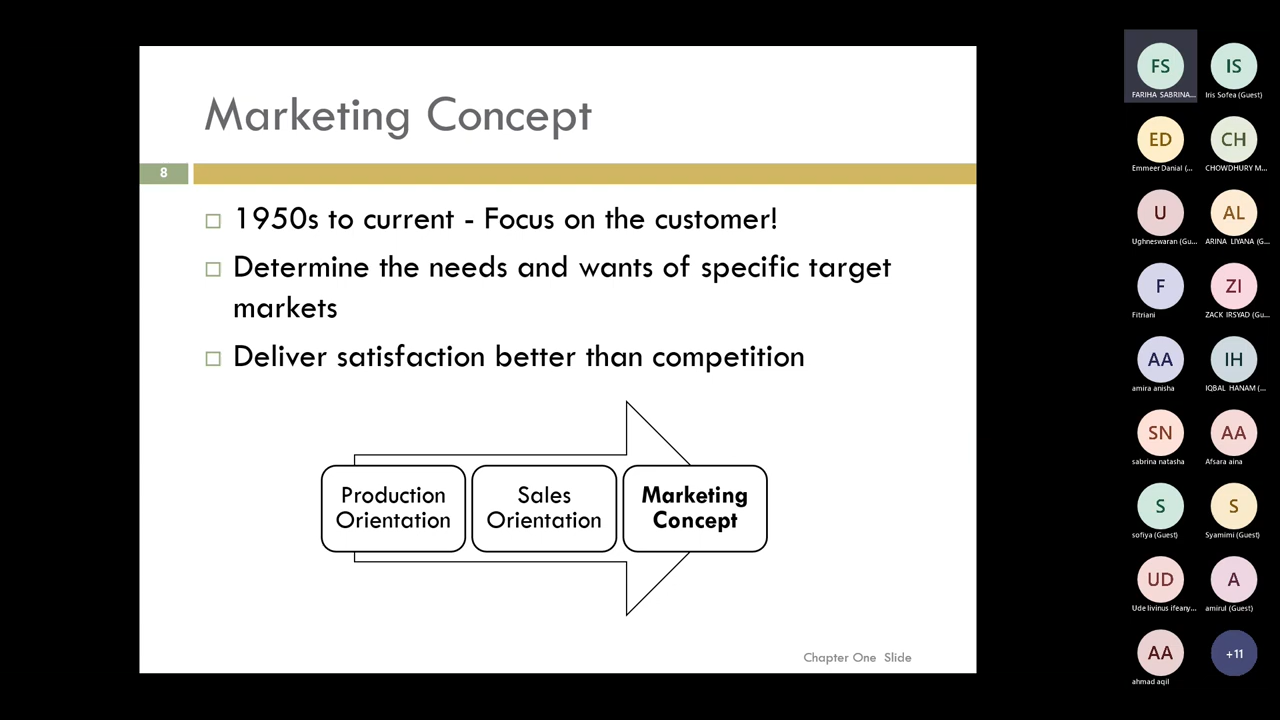 Marketing Concept
8
1950s to current - Focus on the customer!
Determine the needs and wants of specific target
markets
Deliver satisfaction better than competition
Production
Orientation
Sales
Orientation
Marketing
Concept
Chapter One Slide
FS
FARIHA SABRINA...
IS
Iris Sofea (Guest)
ED
Emmeer Danial (...
CH
CHOWDHURY M...
U
Ughneswaran (Gu...
AL
ARINA LIYANA (G...
F
Fitriani
ZI
ZACK IRSYAD (Gu...
AA
amira anisha
IH
IQBAL HANAM (...
SN
sabrina natasha
AA
Afsara aina
S
sofiya (Guest)
S
Syamimi (Guest)
UD
Ude livinus ifeany...
A
amirul (Guest)
AA
ahmad aqil
+11